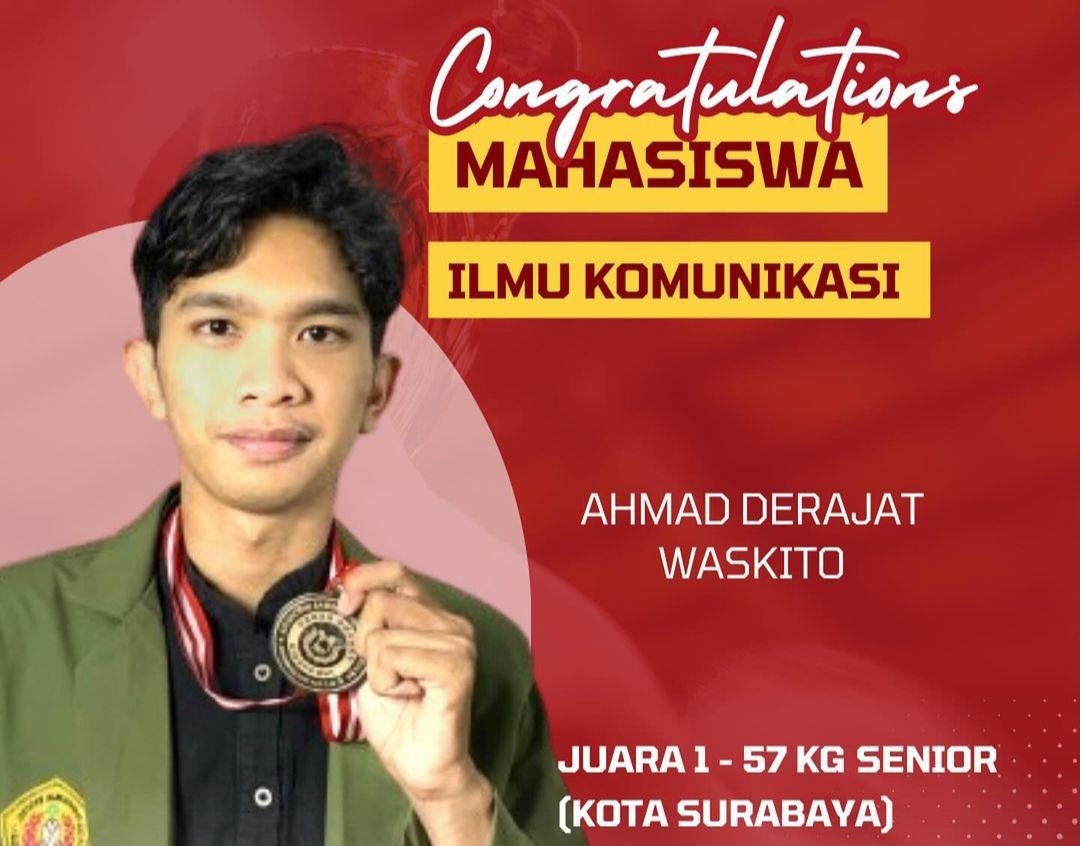 Congratulations
MAHASISWA
ILMU KOMUNIKASI
AHMAD DERAJAT
WASKITO
JUARA 1 - 57 KG SENIOR
(KOTA SURABAYA)